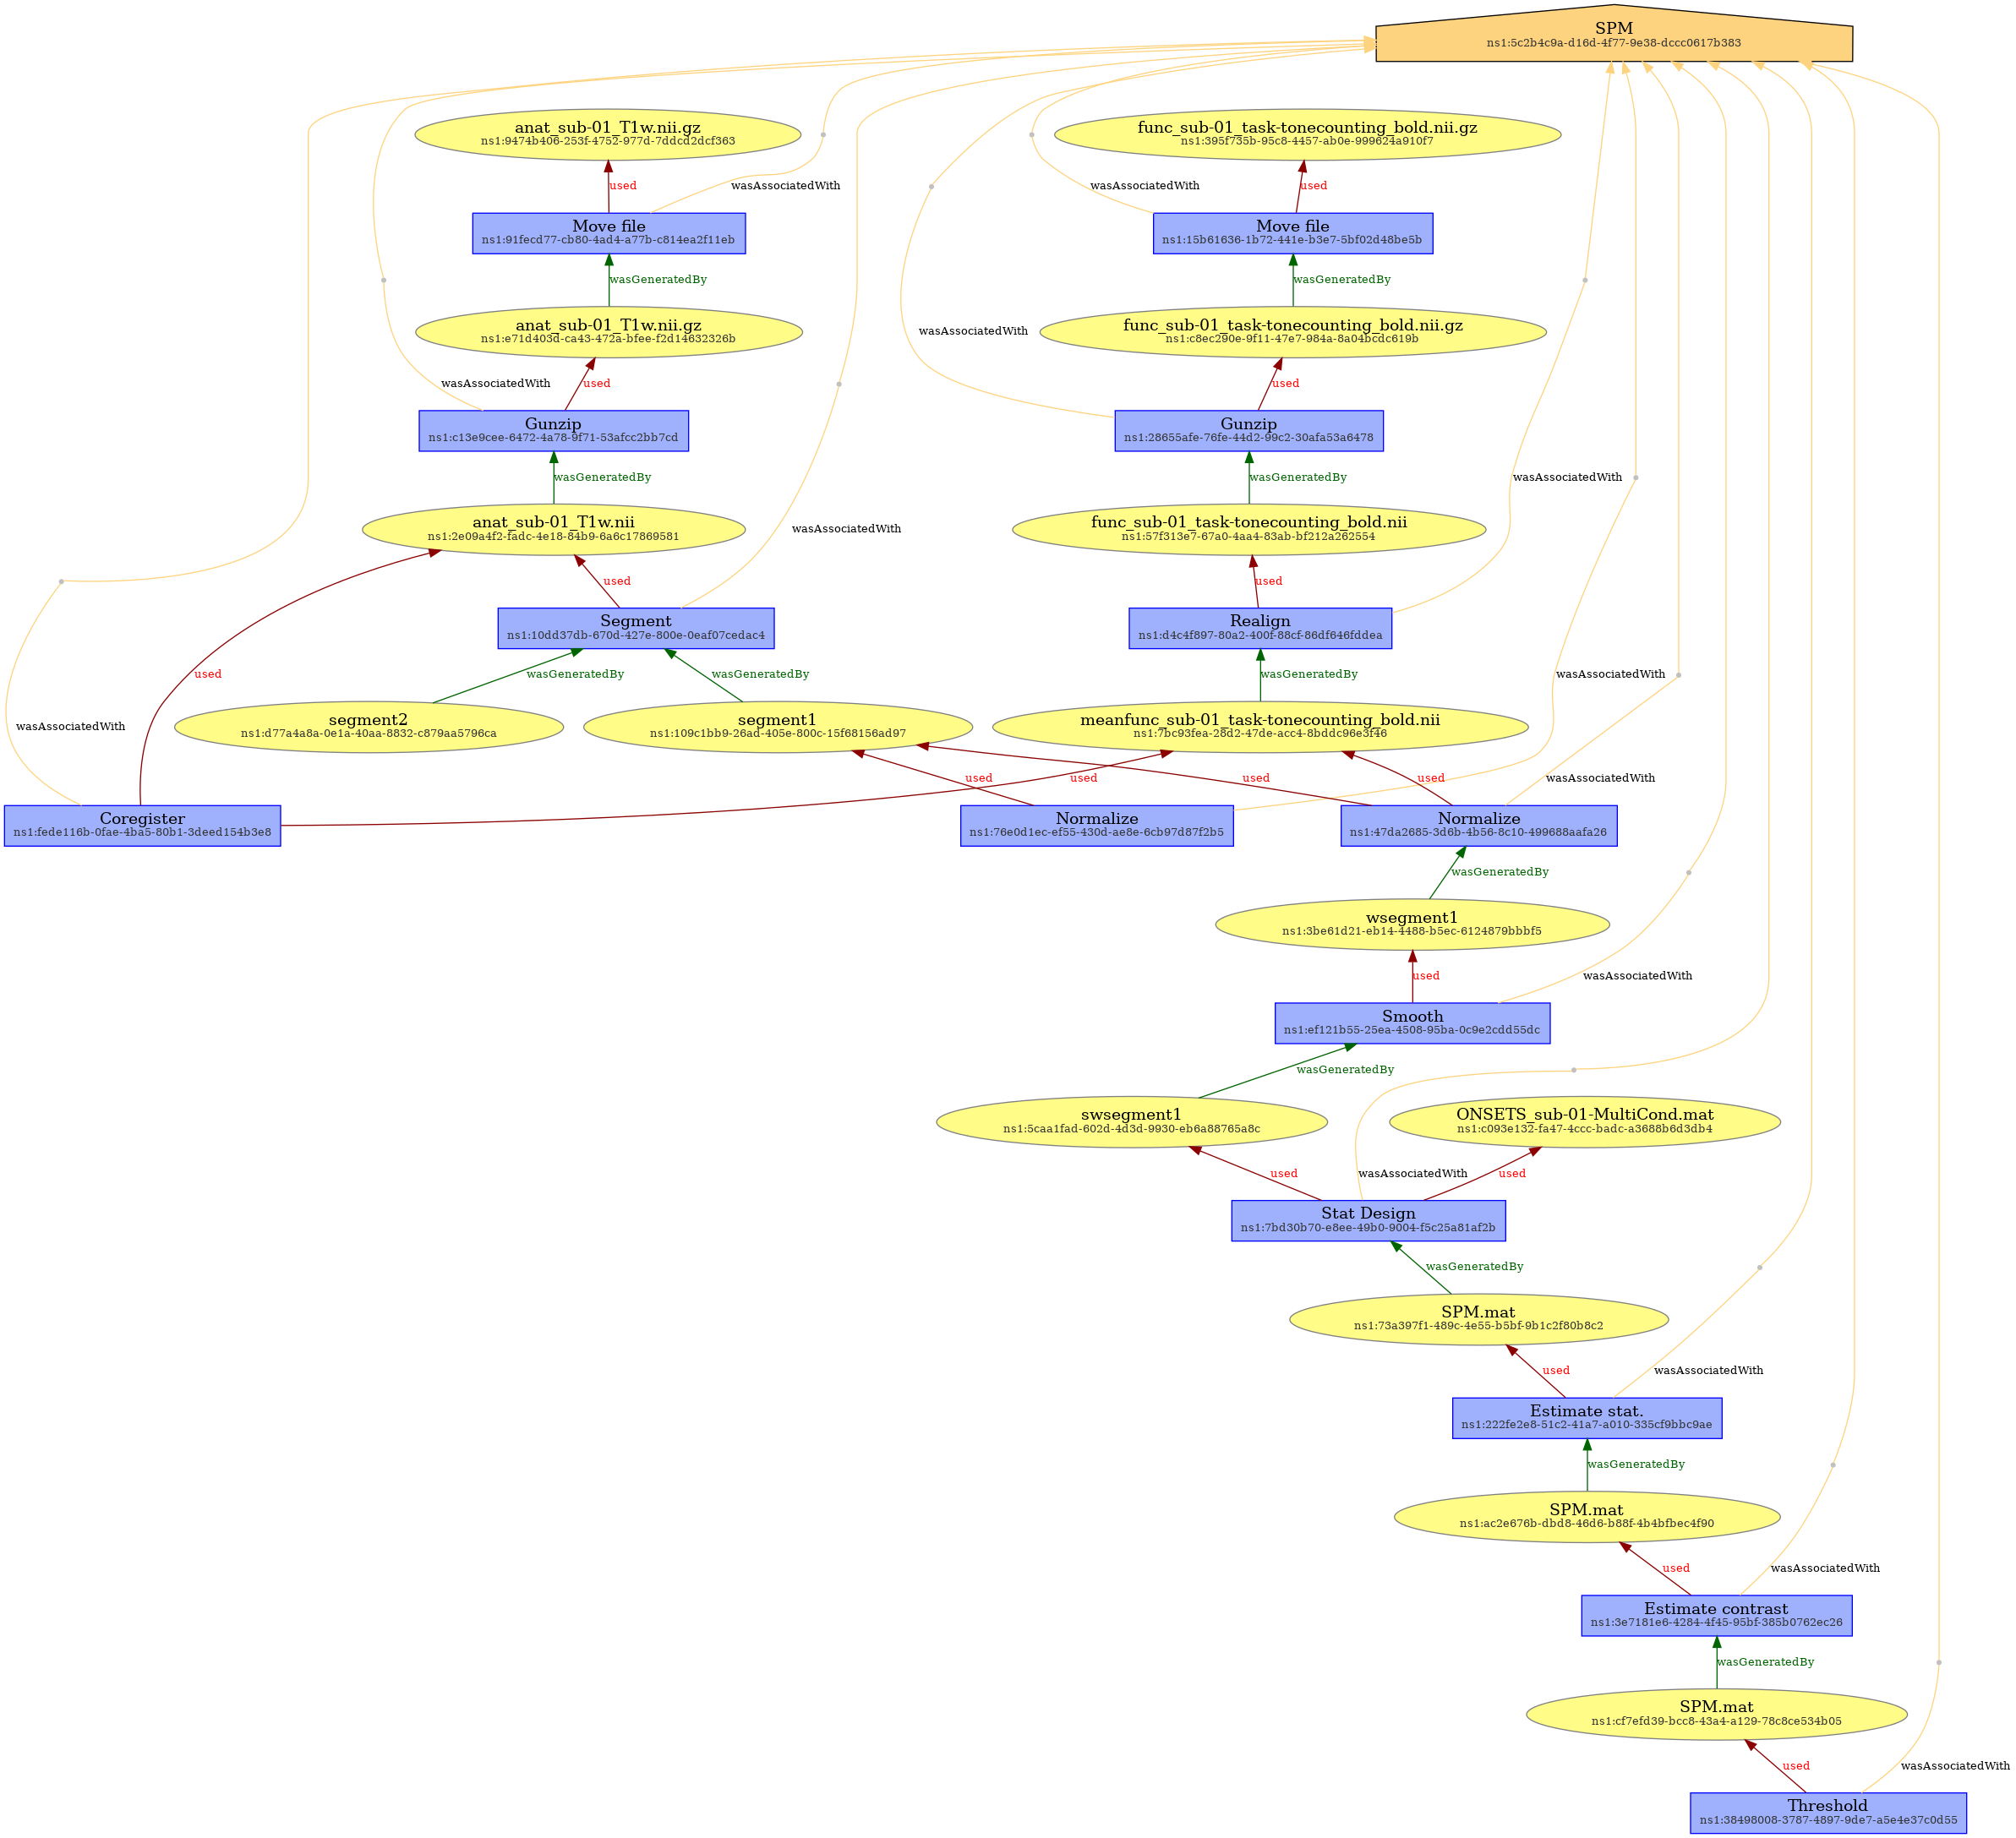 SPM
ns1:5c2b4c9a-d16d-4f77-9e38-dccc0617b383
anat_sub-01_T1w.nii.gz
ns1:9474b406-253f-4752-977d-7ddcd2dcf363
func_sub-01_task-tonecounting_bold.nii.gz
ns1:395f735b-95c8-4457-ab0e-999624a910f7
used
wasAssociatedWith
wasAssociatedWith
used
Move file
ns1:91fecd77-cb80-4ad4-a77b-c814ea2f11eb
Move file
ns1:15b61636-1b72-441e-b3e7-5bf02d48be5b
wasGeneratedBy
wasGeneratedBy
anat_sub-01_T1w.nii.gz
ns1:e71d403d-ca43-472a-bfee-f2d14632326b
wasAssociatedWith
func_sub-01_task-tonecounting_bold.nii.gz
ns1:c8ec290e-9f11-47e7-984a-8a04bcdc619b
wasAssociatedWith
used
used
Gunzip
ns1:c13e9cee-6472-4a78-9f71-53afcc2bb7cd
Gunzip
ns1:28655afe-76fe-44d2-99c2-30afa53a6478
wasGeneratedBy
wasGeneratedBy
wasAssociatedWith
anat_sub-01_T1w.nii
ns1:2e09a4f2-fadc-4e18-84b9-6a6c17869581
wasAssociatedWith
func_sub-01_task-tonecounting_bold.nii
ns1:57f313e7-67a0-4aa4-83ab-bf212a262554
used
used
Segment
ns1:10dd37db-670d-427e-800e-0eaf07cedac4
Realign
ns1:d4c4f897-80a2-400f-88cf-86df646fddea
used
wasGeneratedBy
wasGeneratedBy
wasGeneratedBy
wasAssociatedWith
wasAssociatedWith
segment2
ns1:d77a4a8a-0e1a-40aa-8832-c879aa5796ca
segment1
ns1:109c1bb9-26ad-405e-800c-15f68156ad97
meanfunc_sub-01_task-tonecounting_bold.nii
ns1:7bc93fea-28d2-47de-acc4-8bddc96e3f46
used
used
used
used
wasAssociatedWith
Coregister
ns1:fede116b-0fae-4ba5-80b1-3deed154b3e8
Normalize
ns1:76e0d1ec-ef55-430d-ae8e-6cb97d87f2b5
Normalize
ns1:47da2685-3d6b-4b56-8c10-499688aafa26
wasGeneratedBy
wsegment1
ns1:3be61d21-eb14-4488-b5ec-6124879bbbf5
used
wasAssociatedWith
Smooth
ns1:ef121b55-25ea-4508-95ba-0c9e2cdd55dc
wasGeneratedBy
swsegment1
ns1:5caa1fad-602d-4d3d-9930-eb6a88765a8c
ONSETS_sub-01-MultiCond.mat
ns1:c093e132-fa47-4ccc-badc-a3688b6d3db4
used
wasAssociatedWith
used
Stat Design
ns1:7bd30b70-e8ee-49b0-9004-f5c25a81af2b
wasGeneratedBy
SPM.mat
ns1:73a397f1-489c-4e55-b5bf-9b1c2f80b8c2
used
wasAssociatedWith
Estimate stat.
ns1:222fe2e8-51c2-41a7-a010-335cf9bbc9ae
wasGeneratedBy
SPM.mat
ns1:ac2e676b-dbd8-46d6-b88f-4b4bfbec4f90
used
wasAssociatedWith
Estimate contrast
ns1:3e7181e6-4284-4f45-95bf-385b0762ec26
wasGeneratedBy
SPM.mat
ns1:cf7efd39-bcc8-43a4-a129-78c8ce534b05
used
wasAssociatedWith
Threshold
ns1:38498008-3787-4897-9de7-a5e4e37c0d55